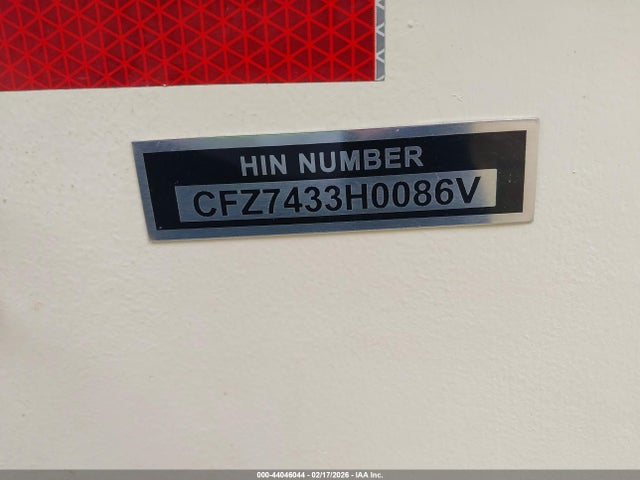 HIN NUMBER
CFZ7433H0086V
000-44046044 - 02/17/2026 - IAA Inc.